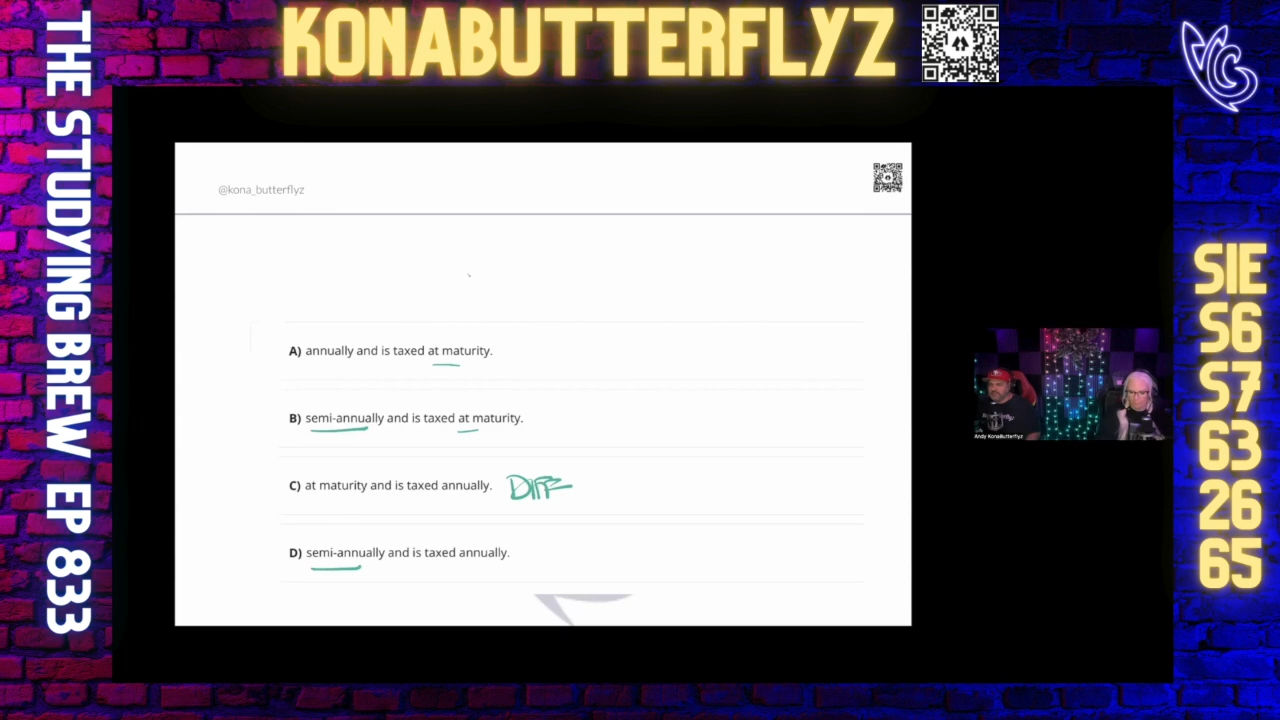 KONABUTTERFLYZ
THE STUDYING BREW EP 833
@kona_butterflyz
A) annually and is taxed at maturity.
B) semi-annually and is taxed at maturity.
C) at maturity and is taxed annually. DIFF
D) semi-annually and is taxed annually.
Andy KonaButterflyz
SIE
S6
S7
63
26
65